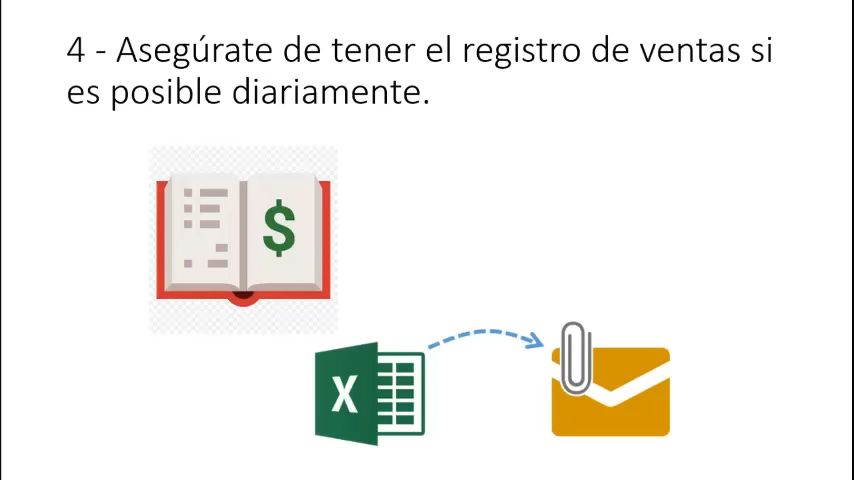 4 - Asegúrate de tener el registro de ventas si
es posible diariamente.
$
X